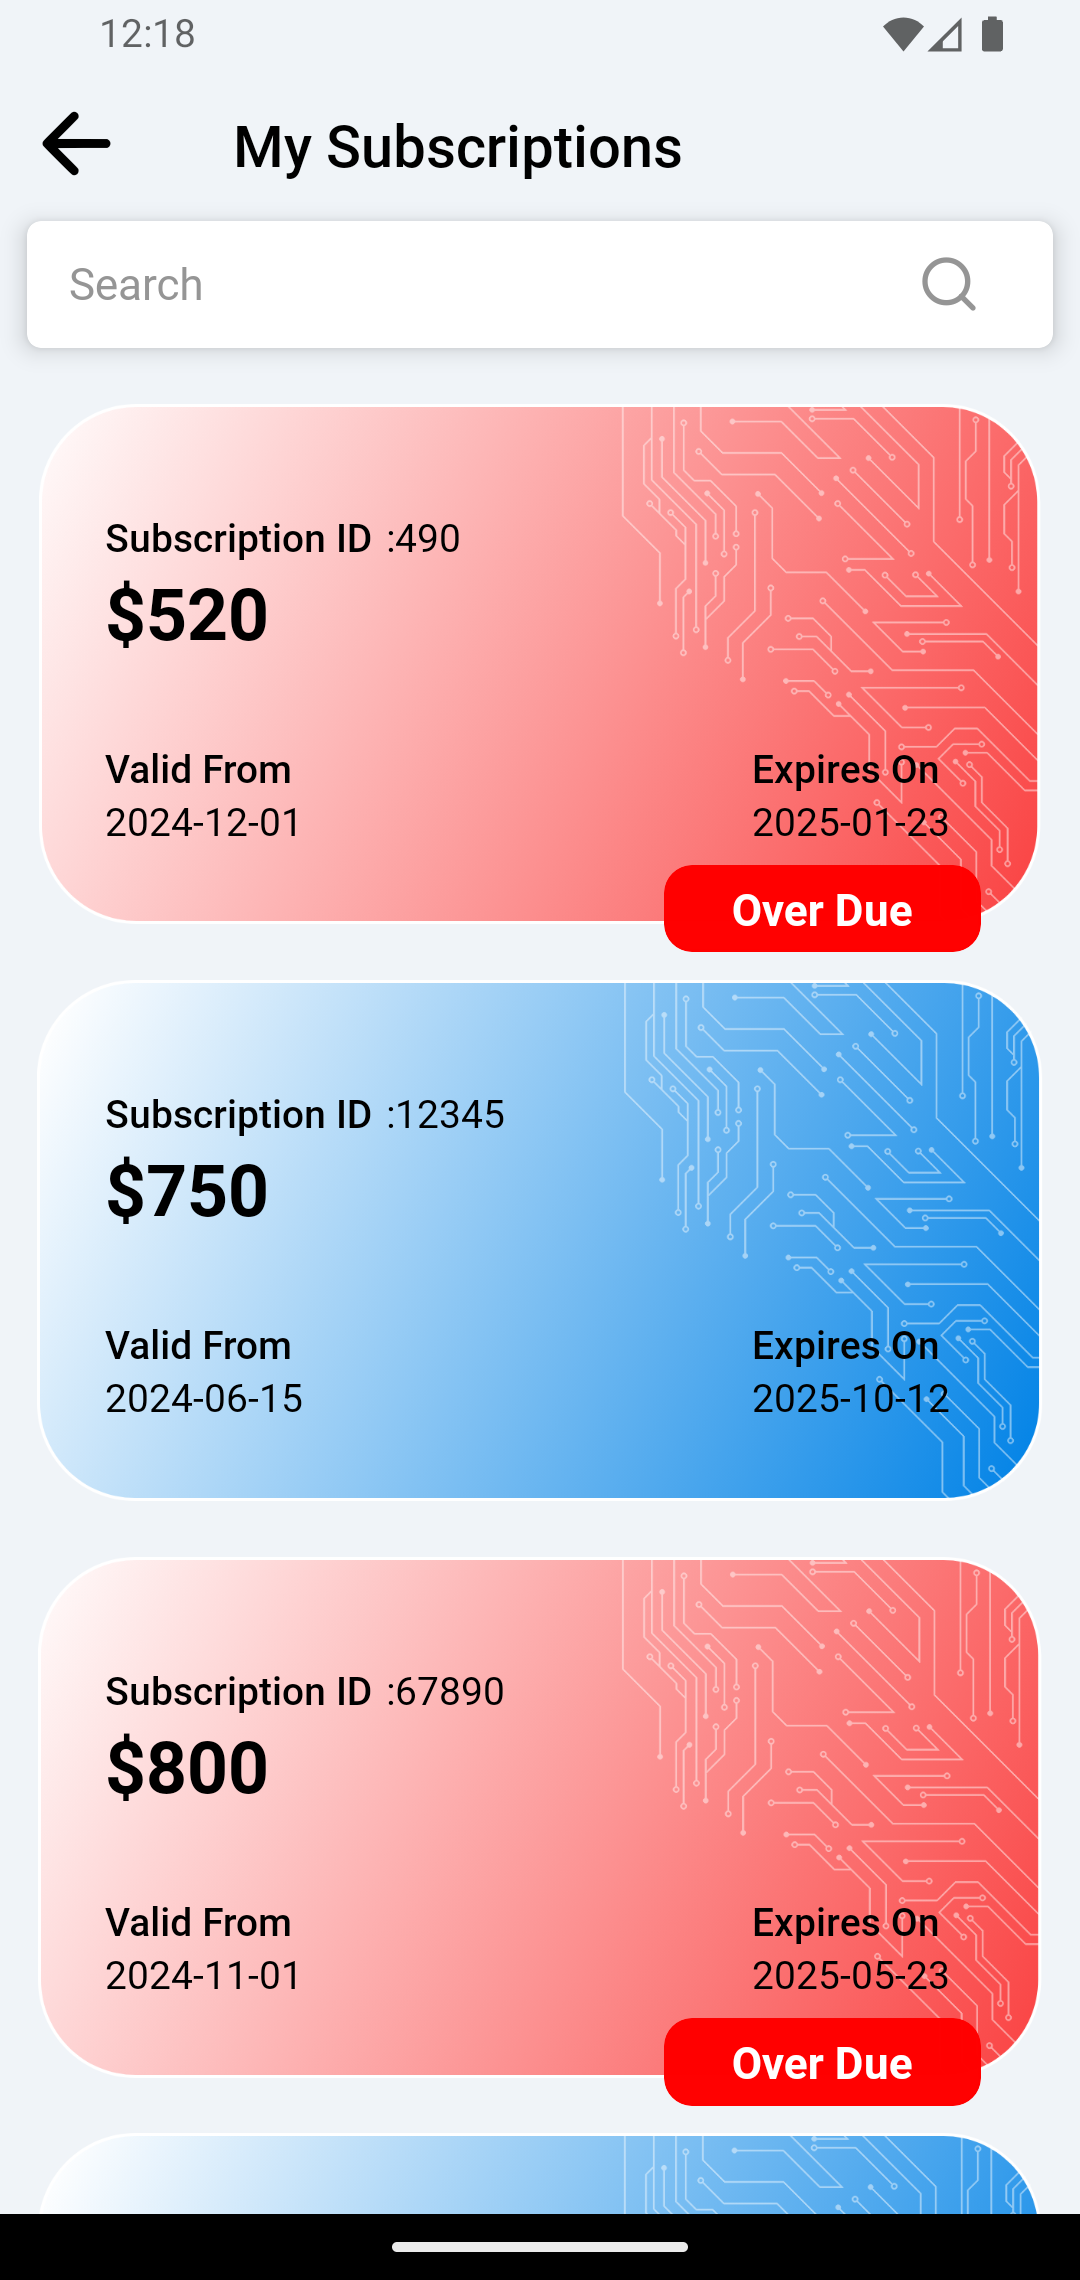 12:18
My Subscriptions
Search
Subscription ID :490
$520
Valid From Expires On
2024-12-01 2025-01-23
Over Due
Subscription ID :12345
$750
Valid From Expires On
2024-06-15 2025-10-12
Subscription ID :67890
$800
Valid From Expires On
2024-11-01 2025-05-23
Over Due